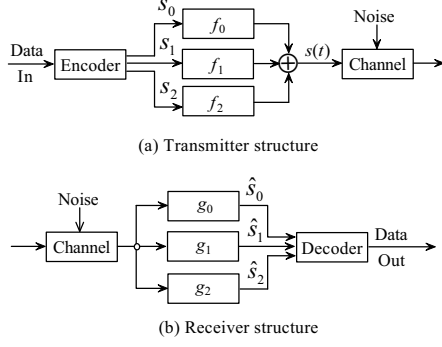 s₀
f₀
Noise
Data
In
Encoder
s₁
f₁
s(t)
Channel
s₂
f₂
(a) Transmitter structure
Noise
ŝ₀
g₀
Channel
ŝ₁
g₁
Decoder
Data
Out
ŝ₂
g₂
(b) Receiver structure